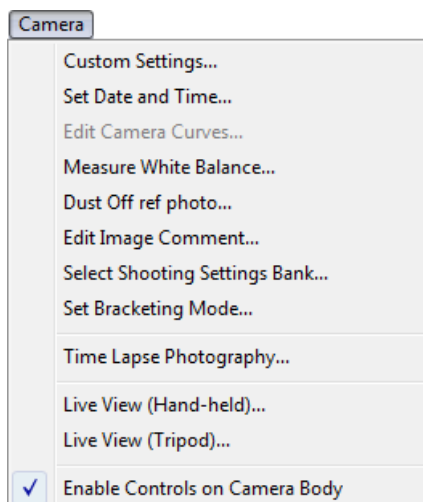 Camera
Custom Settings...
Set Date and Time...
Edit Camera Curves...
Measure White Balance...
Dust Off ref photo...
Edit Image Comment...
Select Shooting Settings Bank...
Set Bracketing Mode...
Time Lapse Photography...
Live View (Hand-held)...
Live View (Tripod)...
Enable Controls on Camera Body